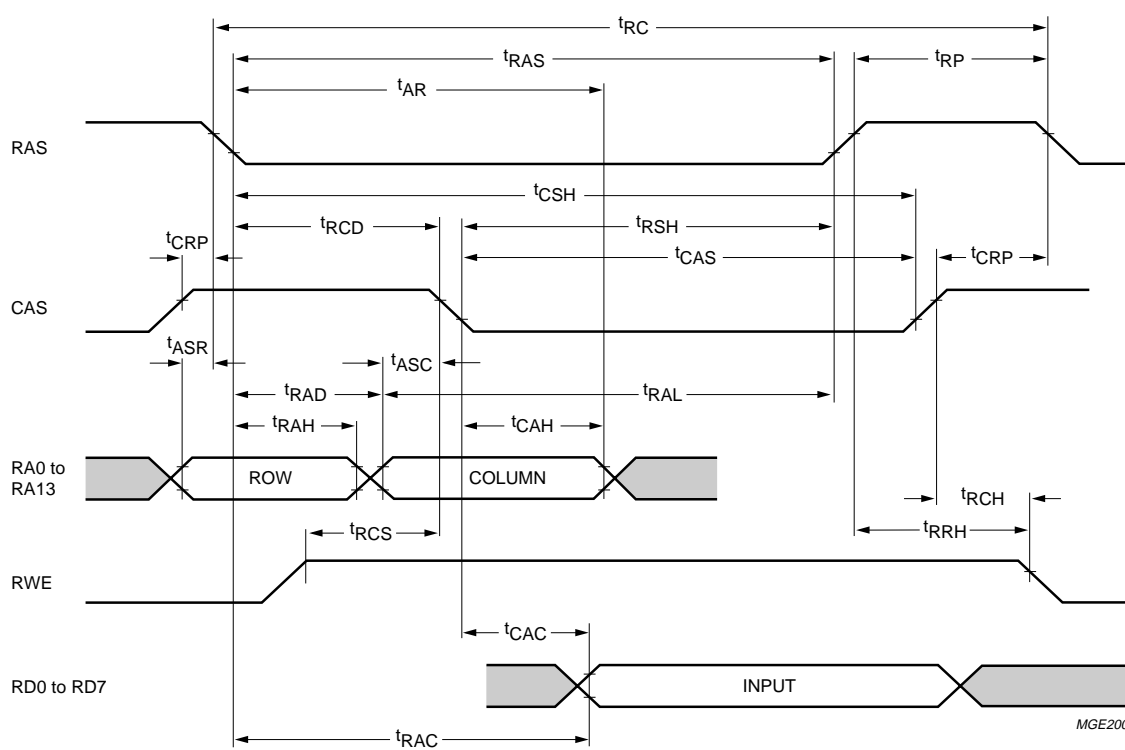 tRC
tRAS
tRP
tAR
RAS
tCSH
tRCD
tRSH
tCRP
tCAS
tCRP
CAS
tASR
tASC
tRAD
tRAL
tRAH
tCAH
RA0 to
RA13
ROW
COLUMN
tRCH
tRCS
tRRH
RWE
tCAC
RD0 to RD7
INPUT
MGE200
tRAC